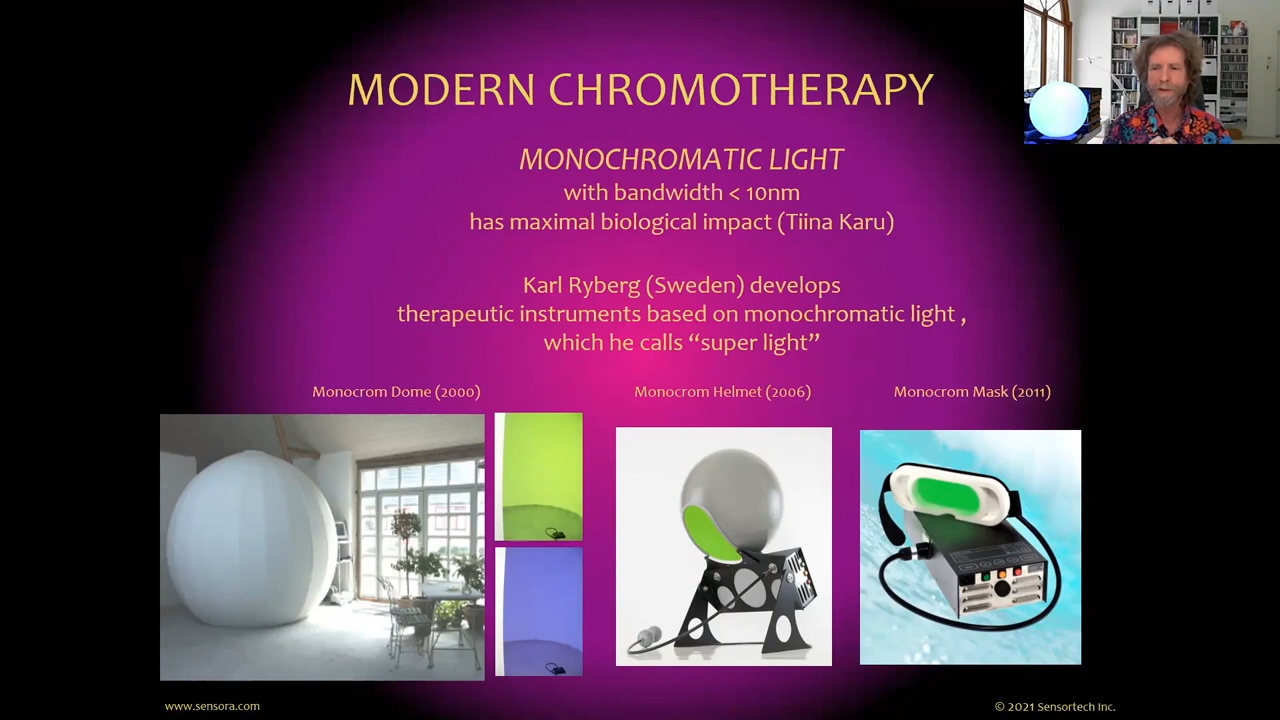 MODERN CHROMOTHERAPY
MONOCHROMATIC LIGHT
with bandwidth < 10nm
has maximal biological impact (Tiina Karu)
Karl Ryberg (Sweden) develops
therapeutic instruments based on monochromatic light ,
which he calls “super light”
Monocrom Dome (2000)
Monocrom Helmet (2006)
Monocrom Mask (2011)
www.sensora.com
© 2021 Sensortech Inc.